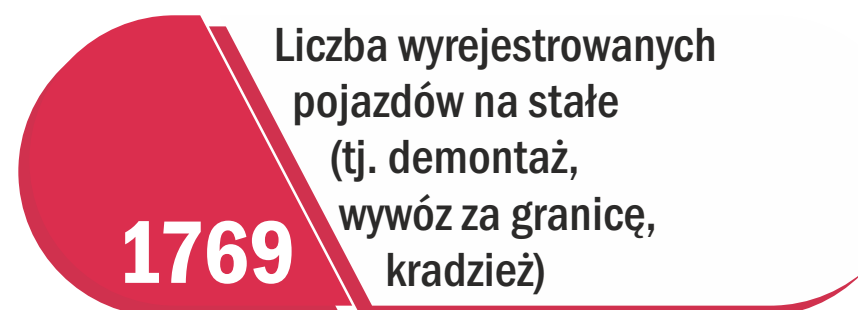 Liczba wyrejestrowanych
pojazdów na stałe
(tj. demontaż,
wywóz za granicę,
kradzież)
1769